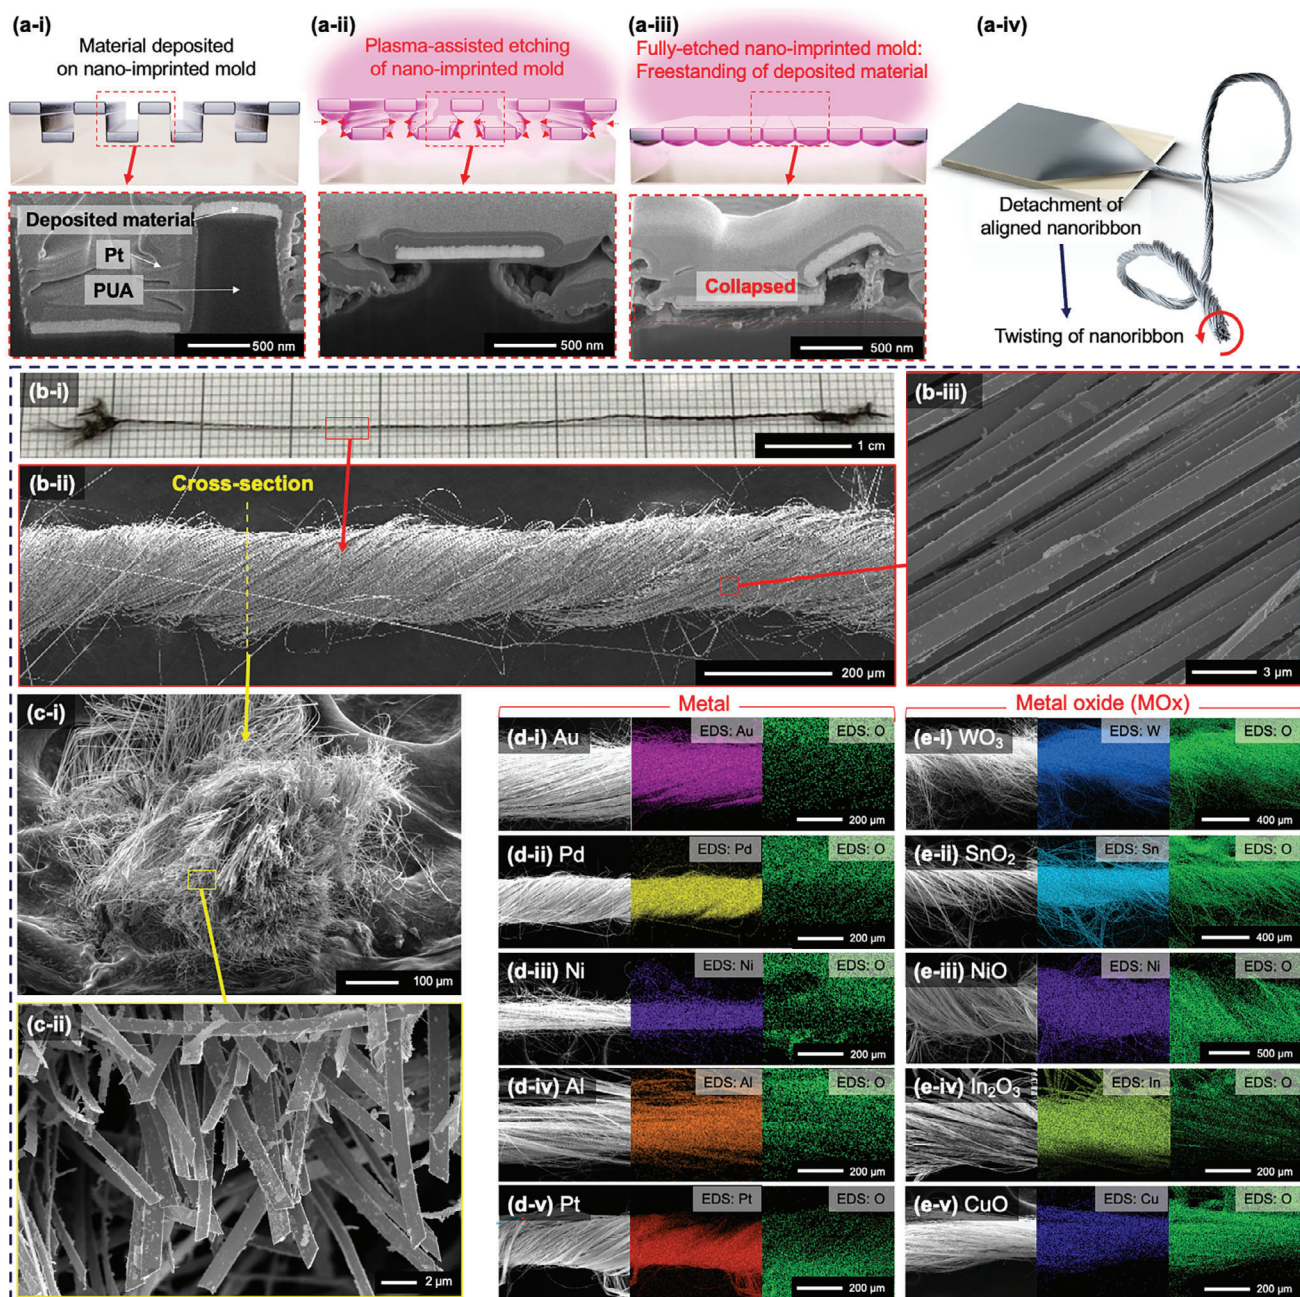 (a-i)
Material deposited
on nano-imprinted mold
Deposited material
Pt
PUA
500 nm
(a-ii)
Plasma-assisted etching
of nano-imprinted mold
500 nm
(a-iii)
Fully-etched nano-imprinted mold:
Freestanding of deposited material
Collapsed
500 nm
(a-iv)
Detachment of
aligned nanoribbon
Twisting of nanoribbon
(b-i)
1 cm
(b-ii)
Cross-section
200 µm
(b-iii)
3 µm
(c-i)
100 µm
(c-ii)
2 µm
Metal
(d-i) Au
EDS: Au
EDS: O
200 µm
(d-ii) Pd
EDS: Pd
EDS: O
200 µm
(d-iii) Ni
EDS: Ni
EDS: O
200 µm
(d-iv) Al
EDS: Al
EDS: O
200 µm
(d-v) Pt
EDS: Pt
EDS: O
200 µm
Metal oxide (MOx)
(e-i) WO₃
EDS: W
EDS: O
400 µm
(e-ii) SnO₂
EDS: Sn
EDS: O
400 µm
(e-iii) NiO
EDS: Ni
EDS: O
500 µm
(e-iv) In₂O₃
EDS: In
EDS: O
200 µm
(e-v) CuO
EDS: Cu
EDS: O
200 µm